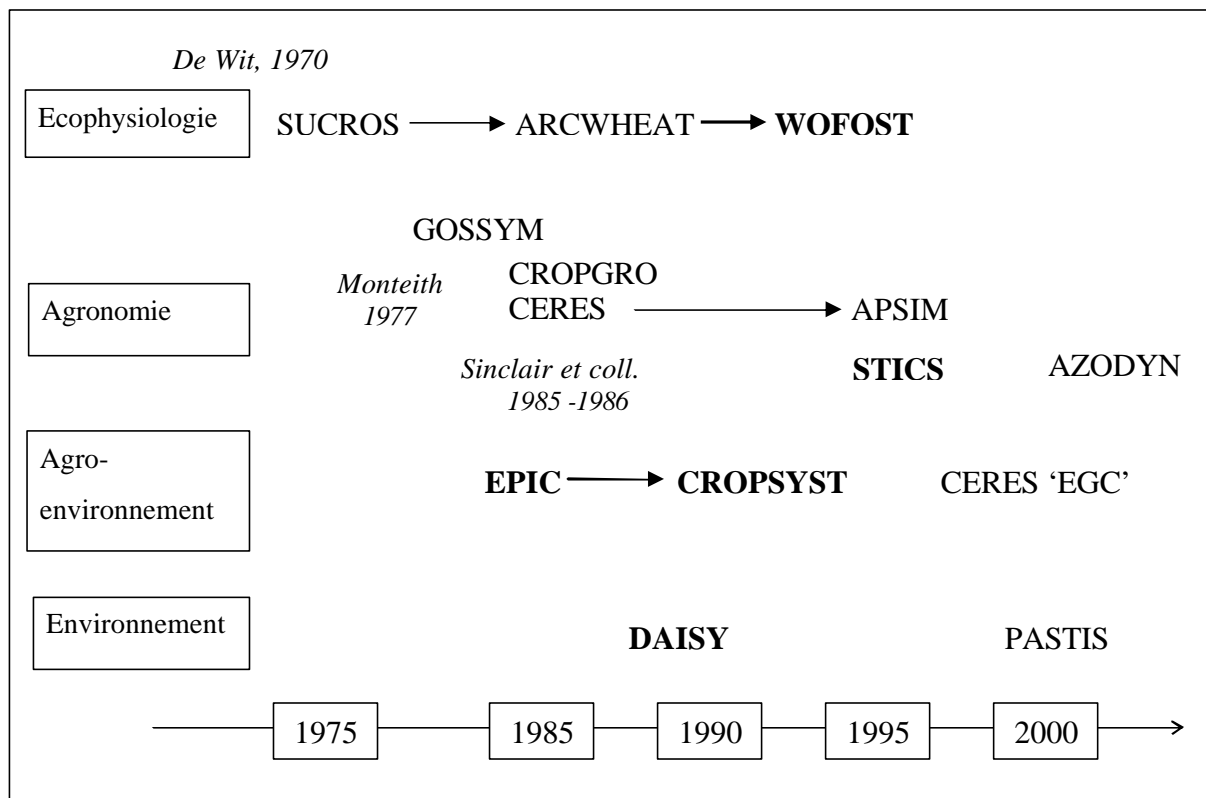 De Wit, 1970
Ecophysiologie
SUCROS ARCWHEAT WOFOST
GOSSYM
Monteith
1977
CROPGRO
CERES
Agronomie
APSIM
Sinclair et coll.
1985 -1986
STICS
AZODYN
Agro-
environnement
EPIC CROPSYST CERES ‘EGC’
Environnement
DAISY PASTIS
1975 1985 1990 1995 2000